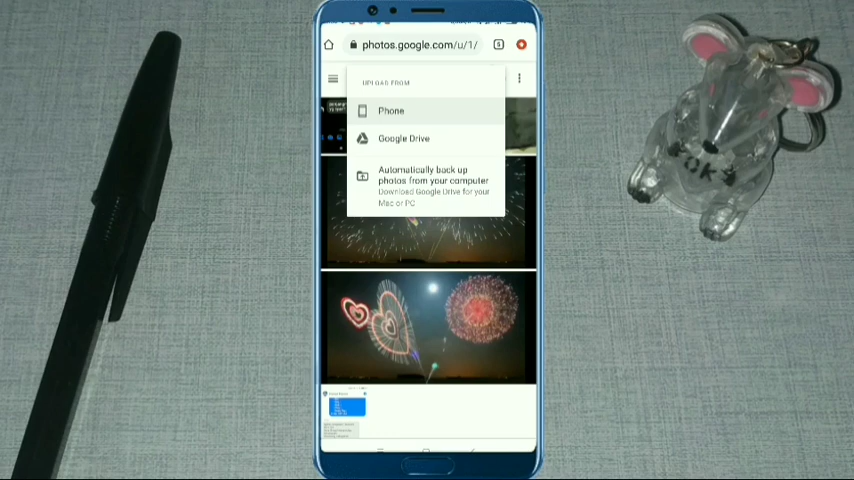 photos.google.com/u/1/
5
UPLOAD FROM
Phone
Google Drive
Automatically back up
photos from your computer
Download Google Drive for your
Mac or PC